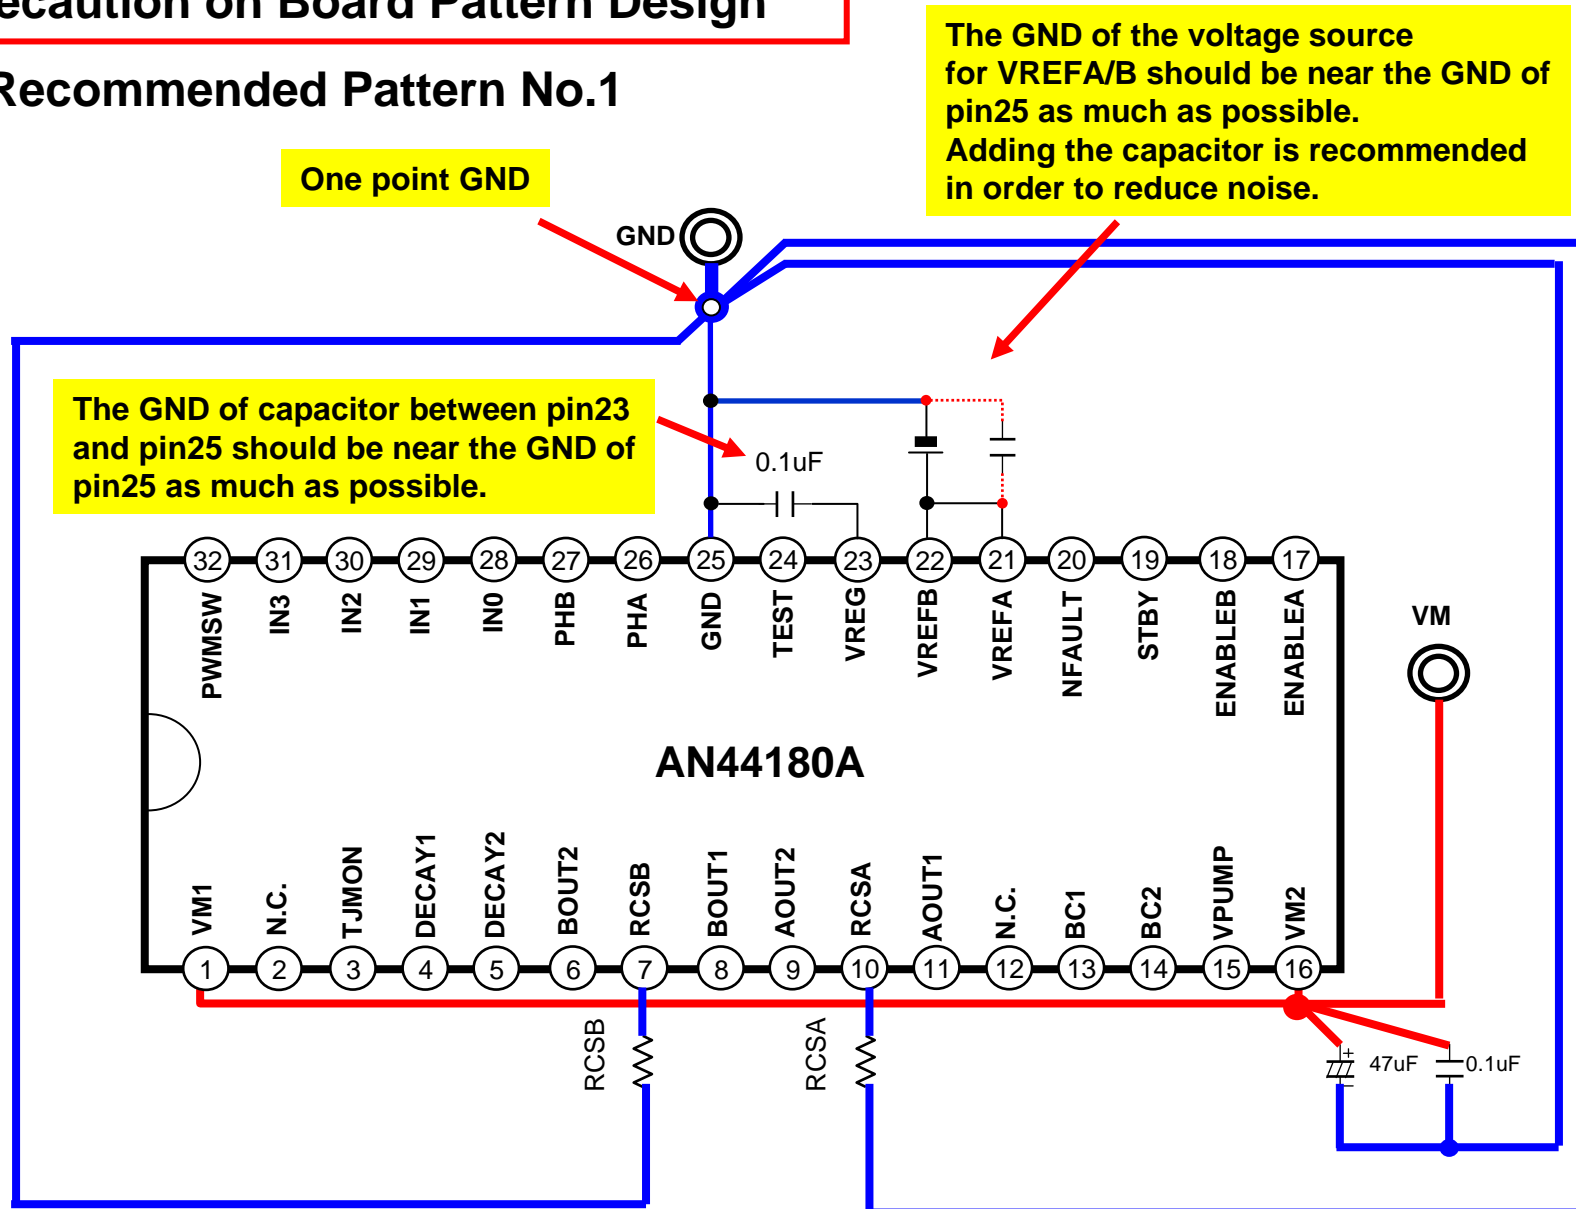 ecaution on Board Pattern Design
Recommended Pattern No.1
The GND of the voltage source
for VREFA/B should be near the GND of
pin25 as much as possible.
Adding the capacitor is recommended
in order to reduce noise.
One point GND
GND
The GND of capacitor between pin23
and pin25 should be near the GND of
pin25 as much as possible.
0.1uF
32 31 30 29 28 27 26 25 24 23 22 21 20 19 18 17
PWMSW IN3 IN2 IN1 IN0 PHB PHA GND TEST VREG VREFB VREFA NFAULT STBY ENABLEB ENABLEA
VM
AN44180A
VM1 N.C. TJMON DECAY1 DECAY2 BOUT2 RCSB BOUT1 AOUT2 RCSA AOUT1 N.C. BC1 BC2 VPUMP VM2
1 2 3 4 5 6 7 8 9 10 11 12 13 14 15 16
RCSB RCSA
+ 47uF 0.1uF